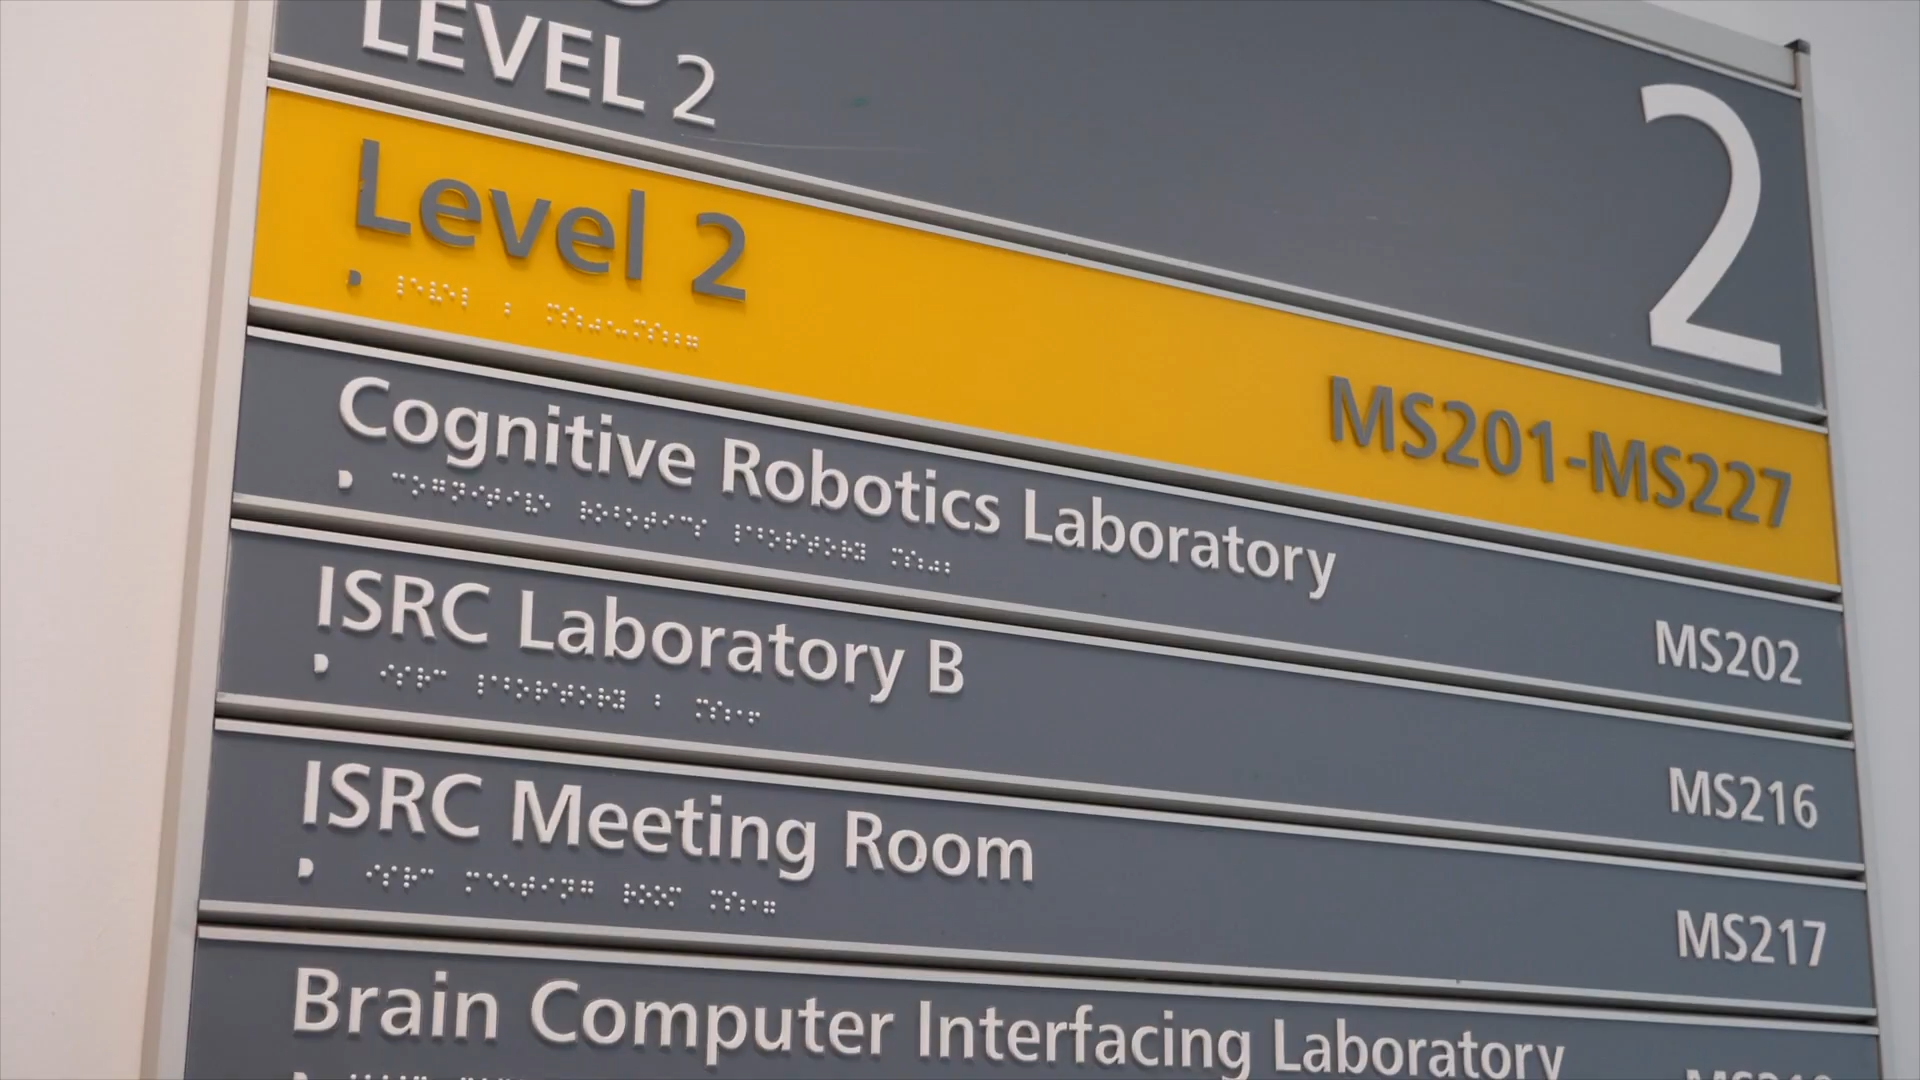 LEVEL 2
2
Level 2
MS201-MS227
Cognitive Robotics Laboratory
MS202
ISRC Laboratory B
MS216
ISRC Meeting Room
MS217
Brain Computer Interfacing Laboratory